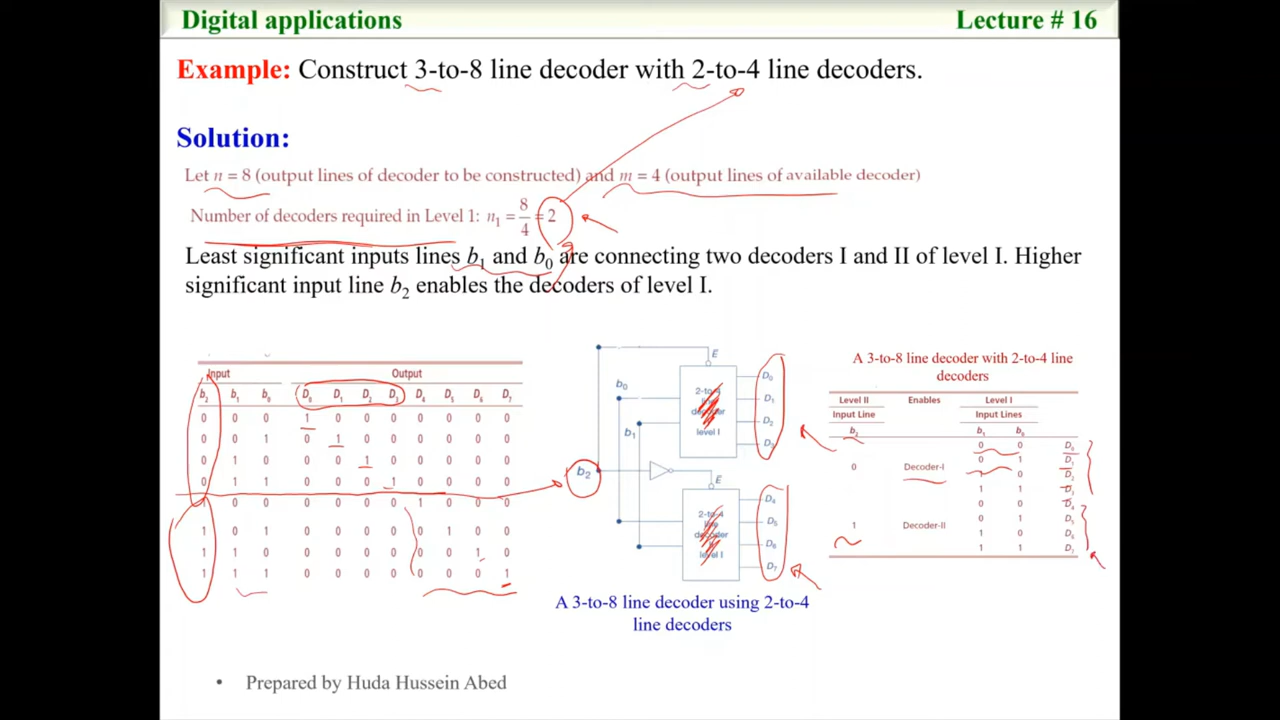 Digital applications Lecture # 16
Example: Construct 3-to-8 line decoder with 2-to-4 line decoders.
Solution:
Let n = 8 (output lines of decoder to be constructed) and m = 4 (output lines of available decoder)
Number of decoders required in Level 1: n₁ = 8/4 = 2
Least significant inputs lines b₁ and b₀ are connecting two decoders I and II of level I. Higher
significant input line b₂ enables the decoders of level I.
Input Output
b₂ b₁ b₀ D₀ D₁ D₂ D₃ D₄ D₅ D₆ D₇
0 0 0 1 0 0 0 0 0 0 0
0 0 1 0 1 0 0 0 0 0 0
0 1 0 0 0 1 0 0 0 0 0
0 1 1 0 0 0 1 0 0 0 0
1 0 0 0 0 0 0 1 0 0 0
1 0 1 0 0 0 0 0 1 0 0
1 1 0 0 0 0 0 0 0 1 0
1 1 1 0 0 0 0 0 0 0 1
E
b₀
b₁
b₂
2-to-4
line
level I
D₀
D₁
D₂
D₃
E
2-to-4
line
level I
D₄
D₅
D₆
D₇
A 3-to-8 line decoder using 2-to-4
line decoders
A 3-to-8 line decoder with 2-to-4 line
decoders
Level II Enables Level I
Input Line Input Lines
b₂ b₁ b₀
0 0 D₀
0 1 D₁
0 Decoder-I
0 D₂
1 1 D₃
0 0 D₄
0 1 D₅
1 Decoder-II
1 0 D₆
1 1 D₇
• Prepared by Huda Hussein Abed